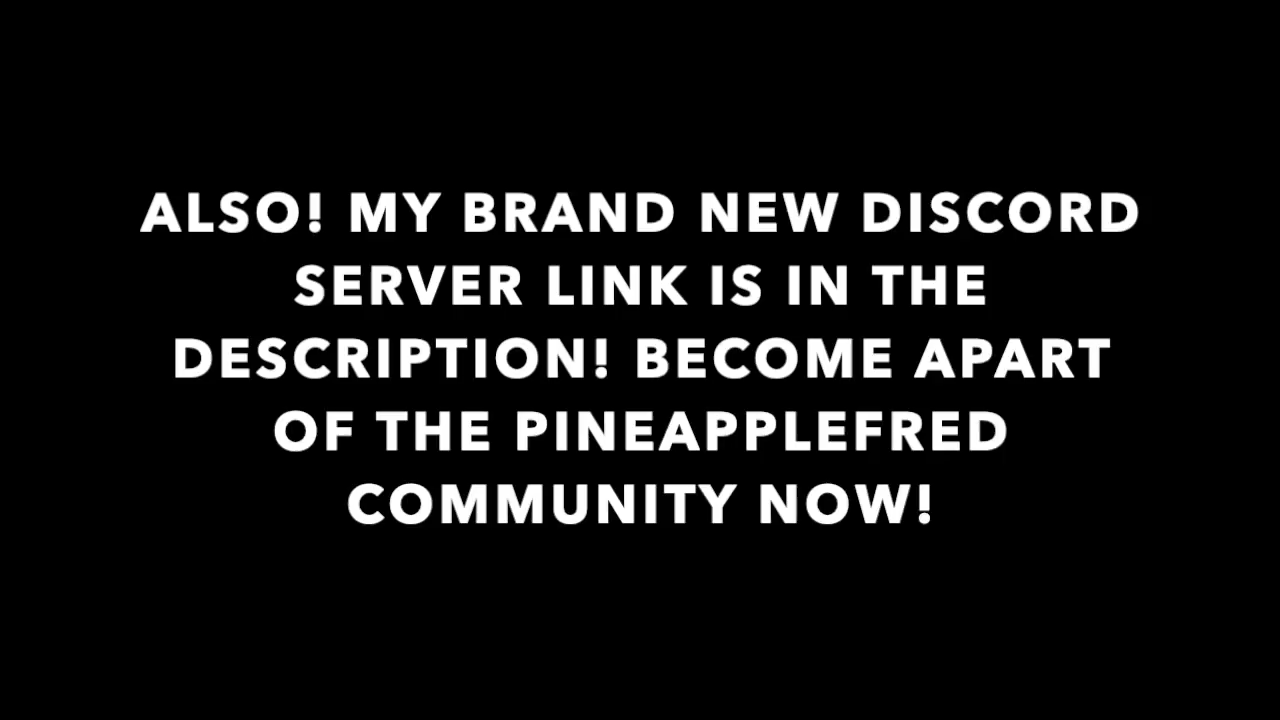 ALSO! MY BRAND NEW DISCORD
SERVER LINK IS IN THE
DESCRIPTION! BECOME APART
OF THE PINEAPPLEFRED
COMMUNITY NOW!